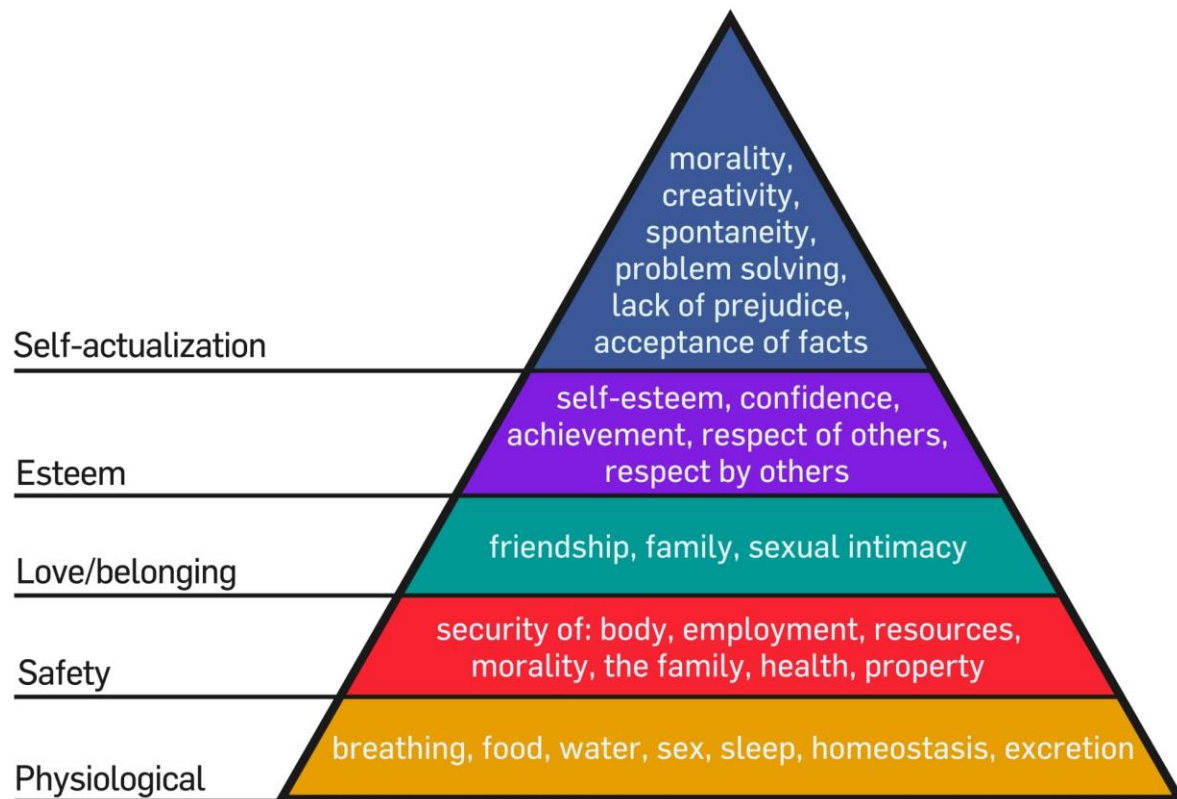 morality,
creativity,
spontaneity,
problem solving,
lack of prejudice,
acceptance of facts
Self-actualization
self-esteem, confidence,
achievement, respect of others,
respect by others
Esteem
friendship, family, sexual intimacy
Love/belonging
security of: body, employment, resources,
morality, the family, health, property
Safety
breathing, food, water, sex, sleep, homeostasis, excretion
Physiological